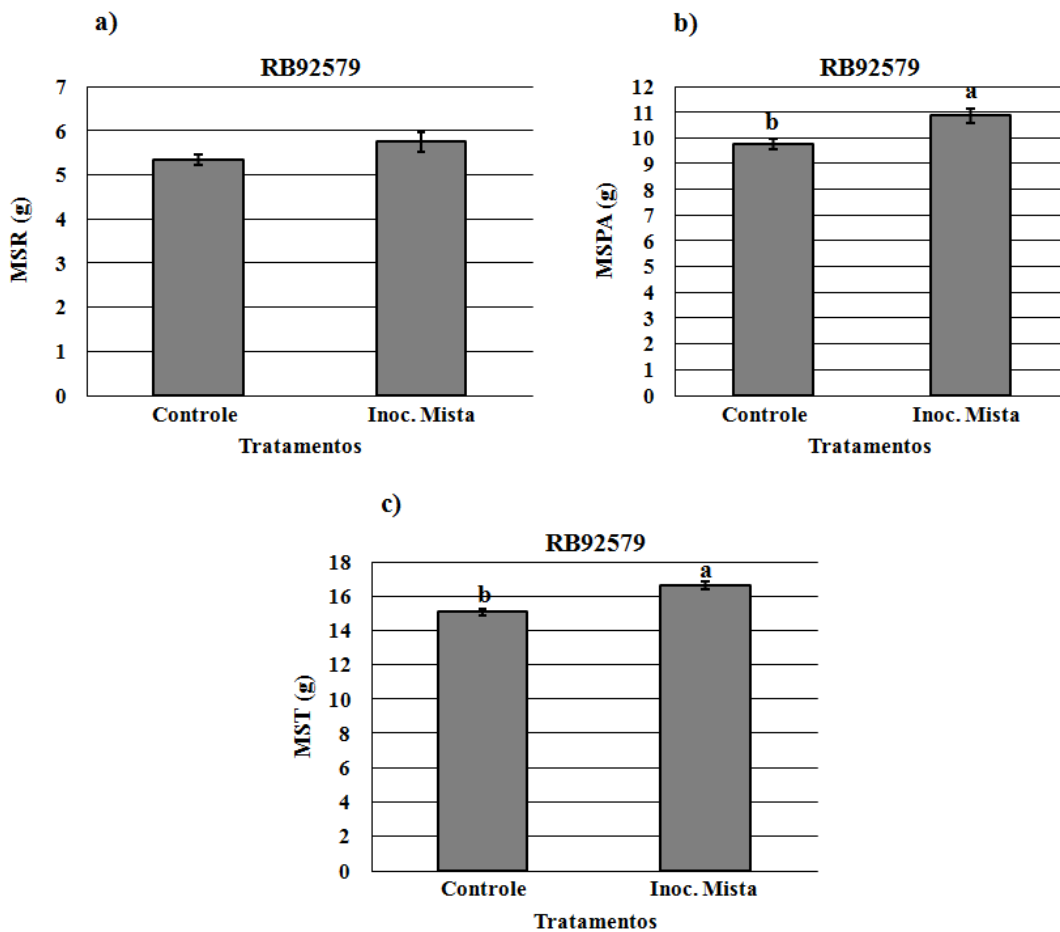 a)
RB92579
7
6
5
4
3
2
1
0
MSR (g)
Controle
Inoc. Mista
Tratamentos
b)
RB92579
12
11
10
9
8
7
6
5
4
3
2
1
0
MSPA (g)
b
a
Controle
Inoc. Mista
Tratamentos
c)
RB92579
18
16
14
12
10
8
6
4
2
0
MST (g)
b
a
Controle
Inoc. Mista
Tratamentos